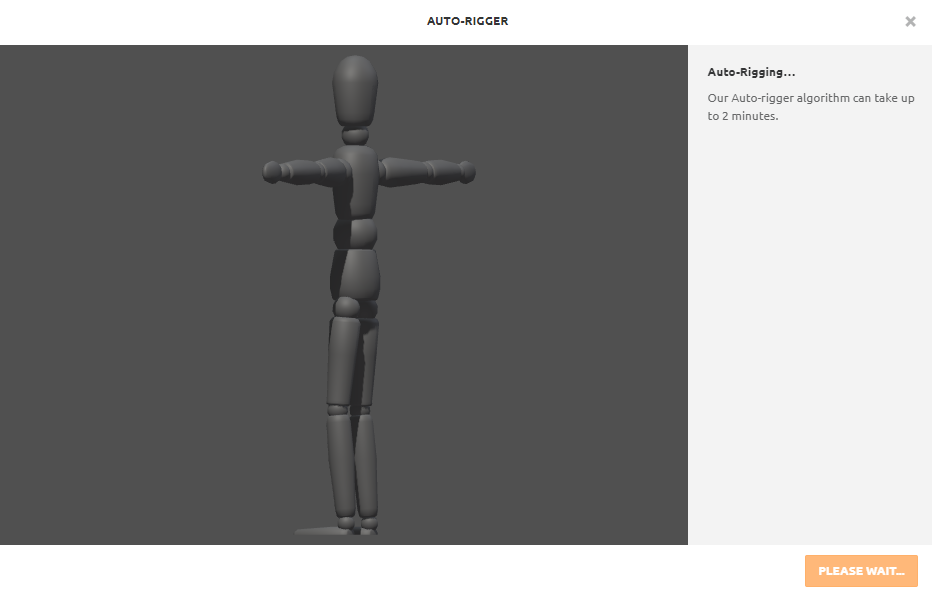 AUTO-RIGGER
Auto-Rigging...
Our Auto-rigger algorithm can take up
to 2 minutes.
PLEASE WAIT...